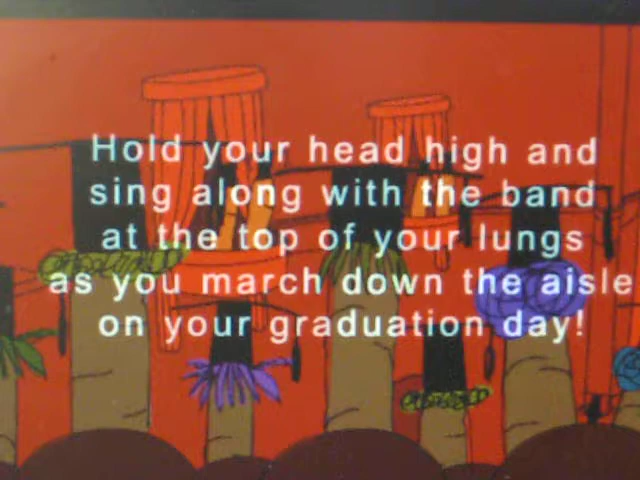 Hold your head high and
sing along with the band
at the top of your lungs
as you march down the aisle
on your graduation day!